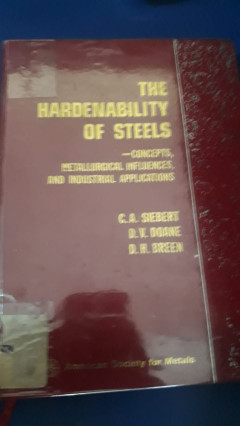 THE
HARDENABILITY
OF STEELS
—CONCEPTS,
METALLURGICAL INFLUENCES,
AND INDUSTRIAL APPLICATIONS
C. A. SIEBERT
D. V. DOANE
D. H. BREEN
American Society for Metals